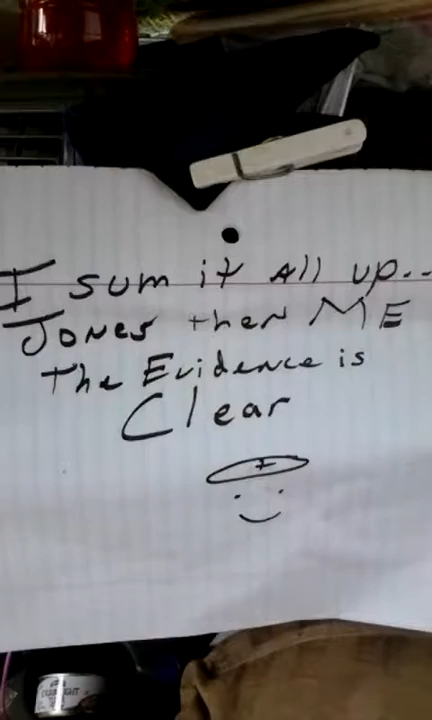 I sum it All up..
JONES then ME
The Evidence is
Clear